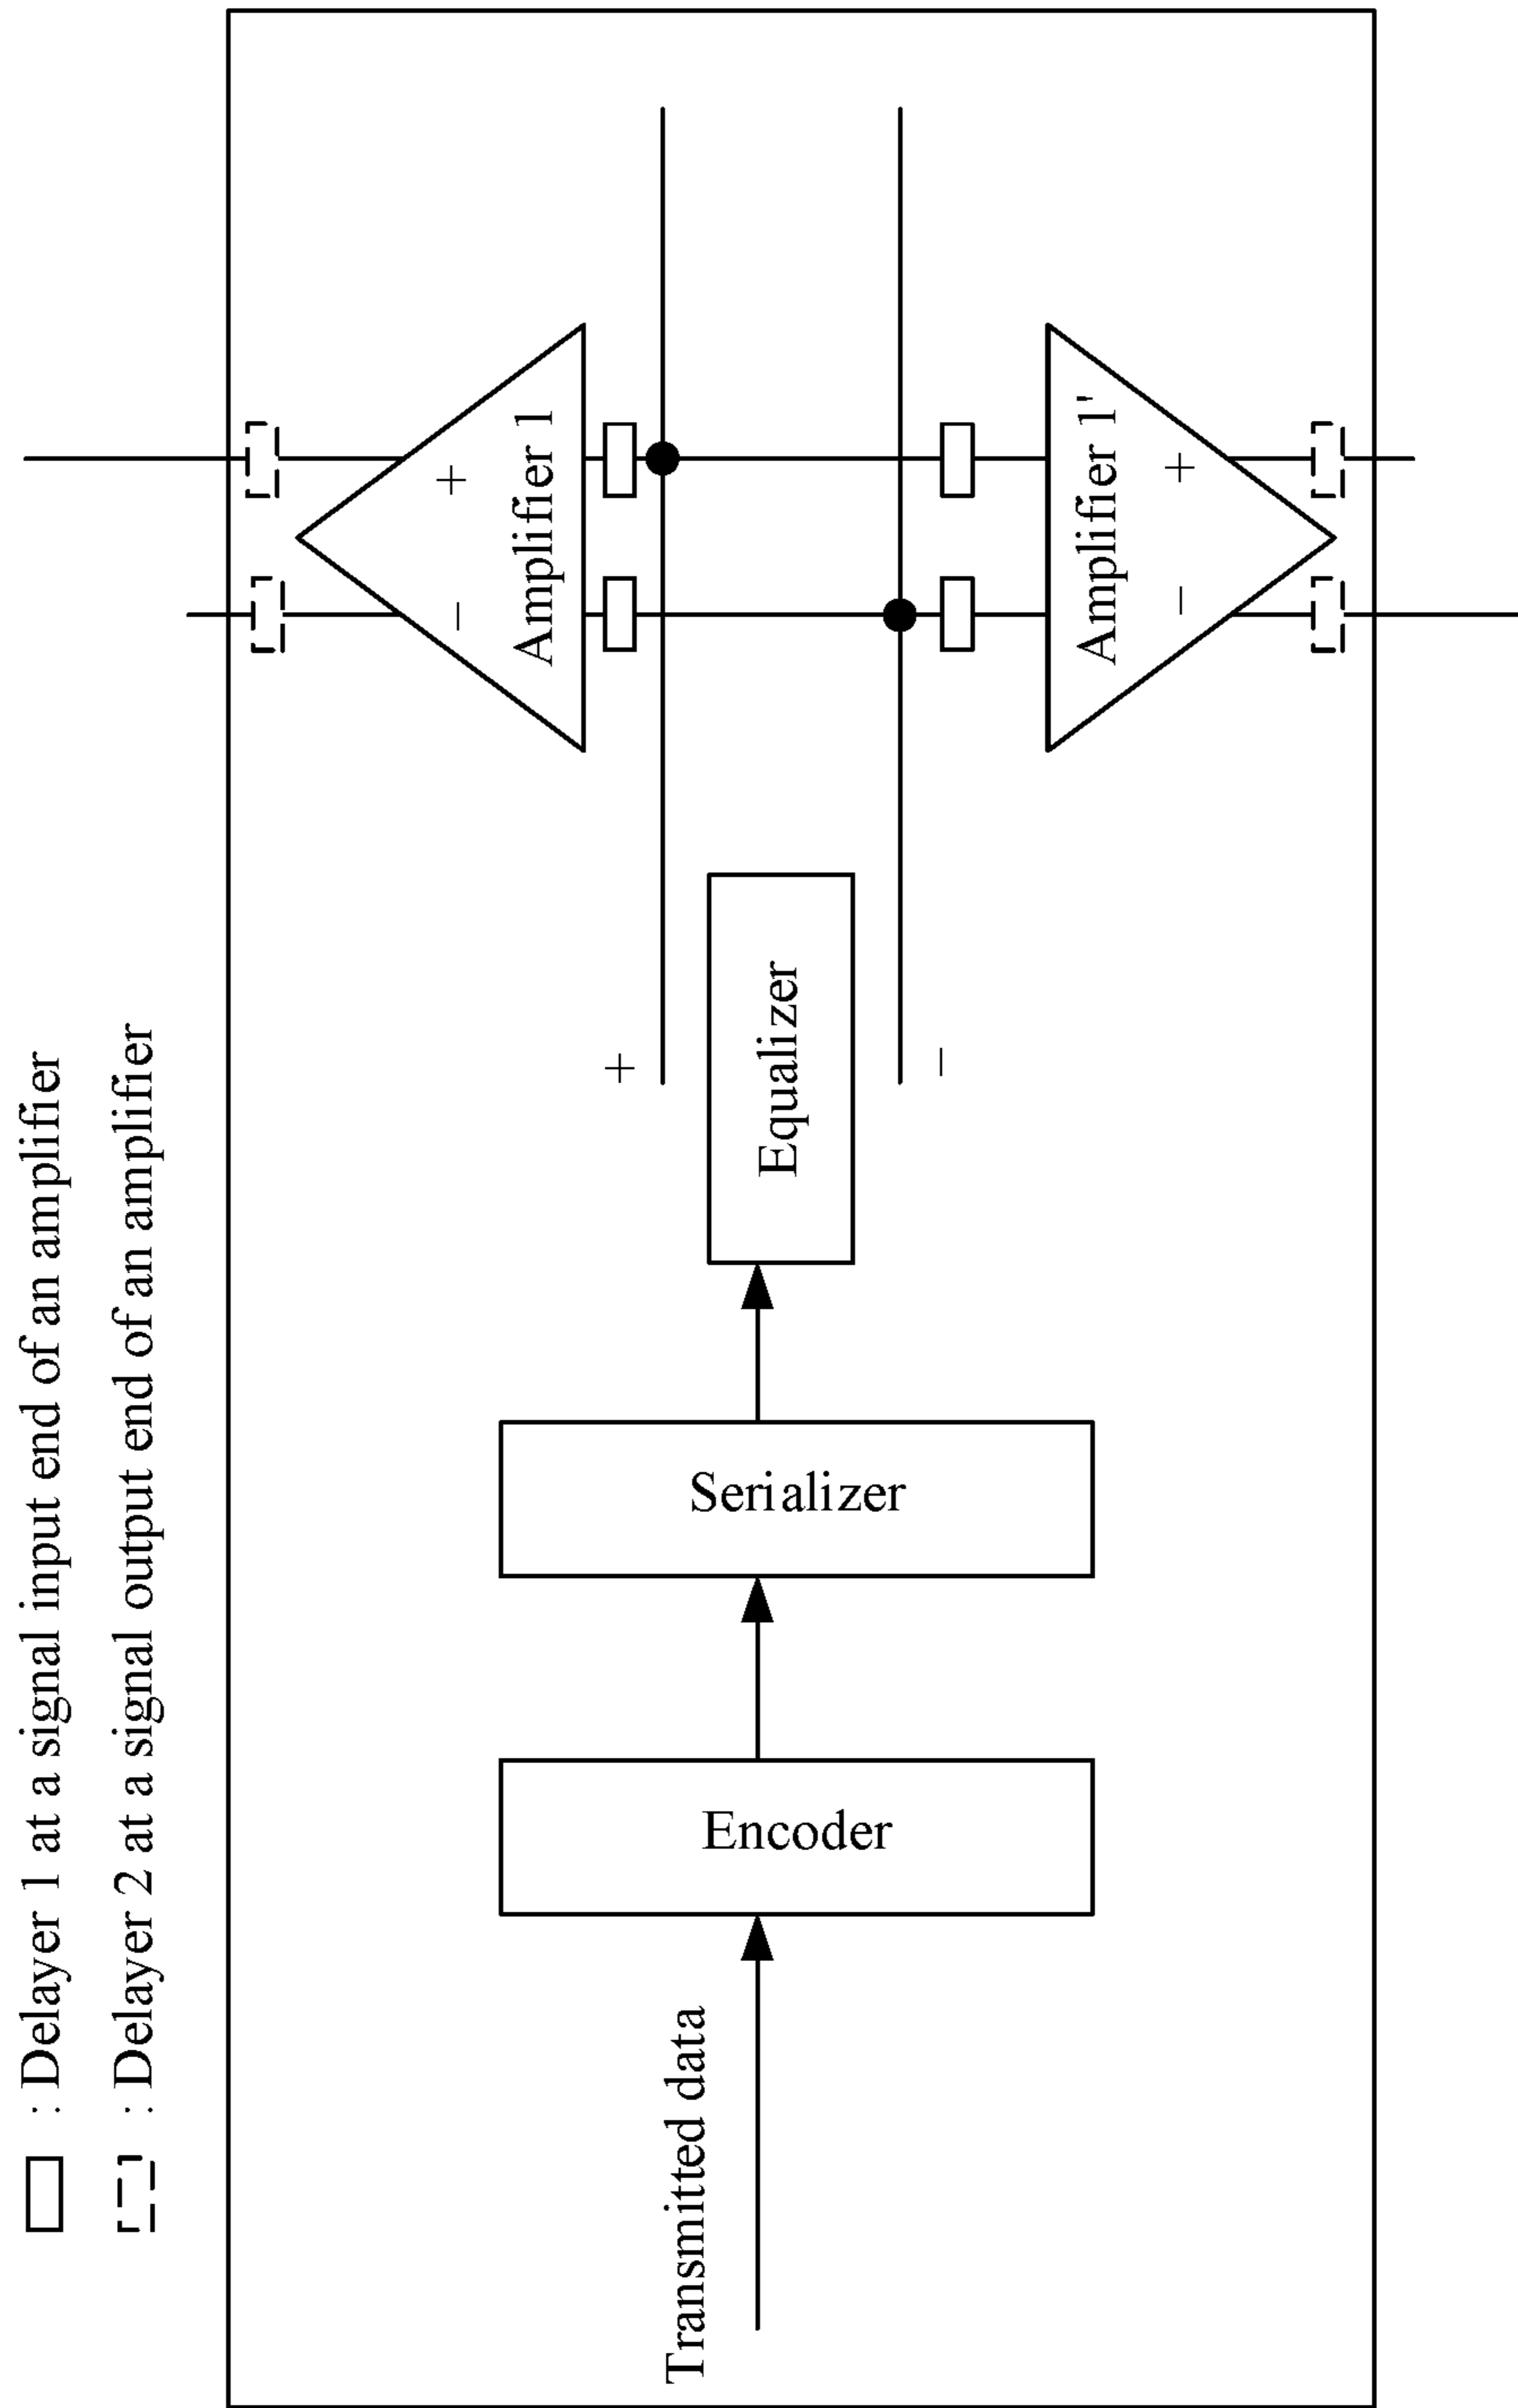 : Delayer 1 at a signal input end of an amplifier
: Delayer 2 at a signal output end of an amplifier
Transmitted data
Encoder
Serializer
Equalizer
+
−
Amplifier 1
−
+
Amplifier 1'
−
+